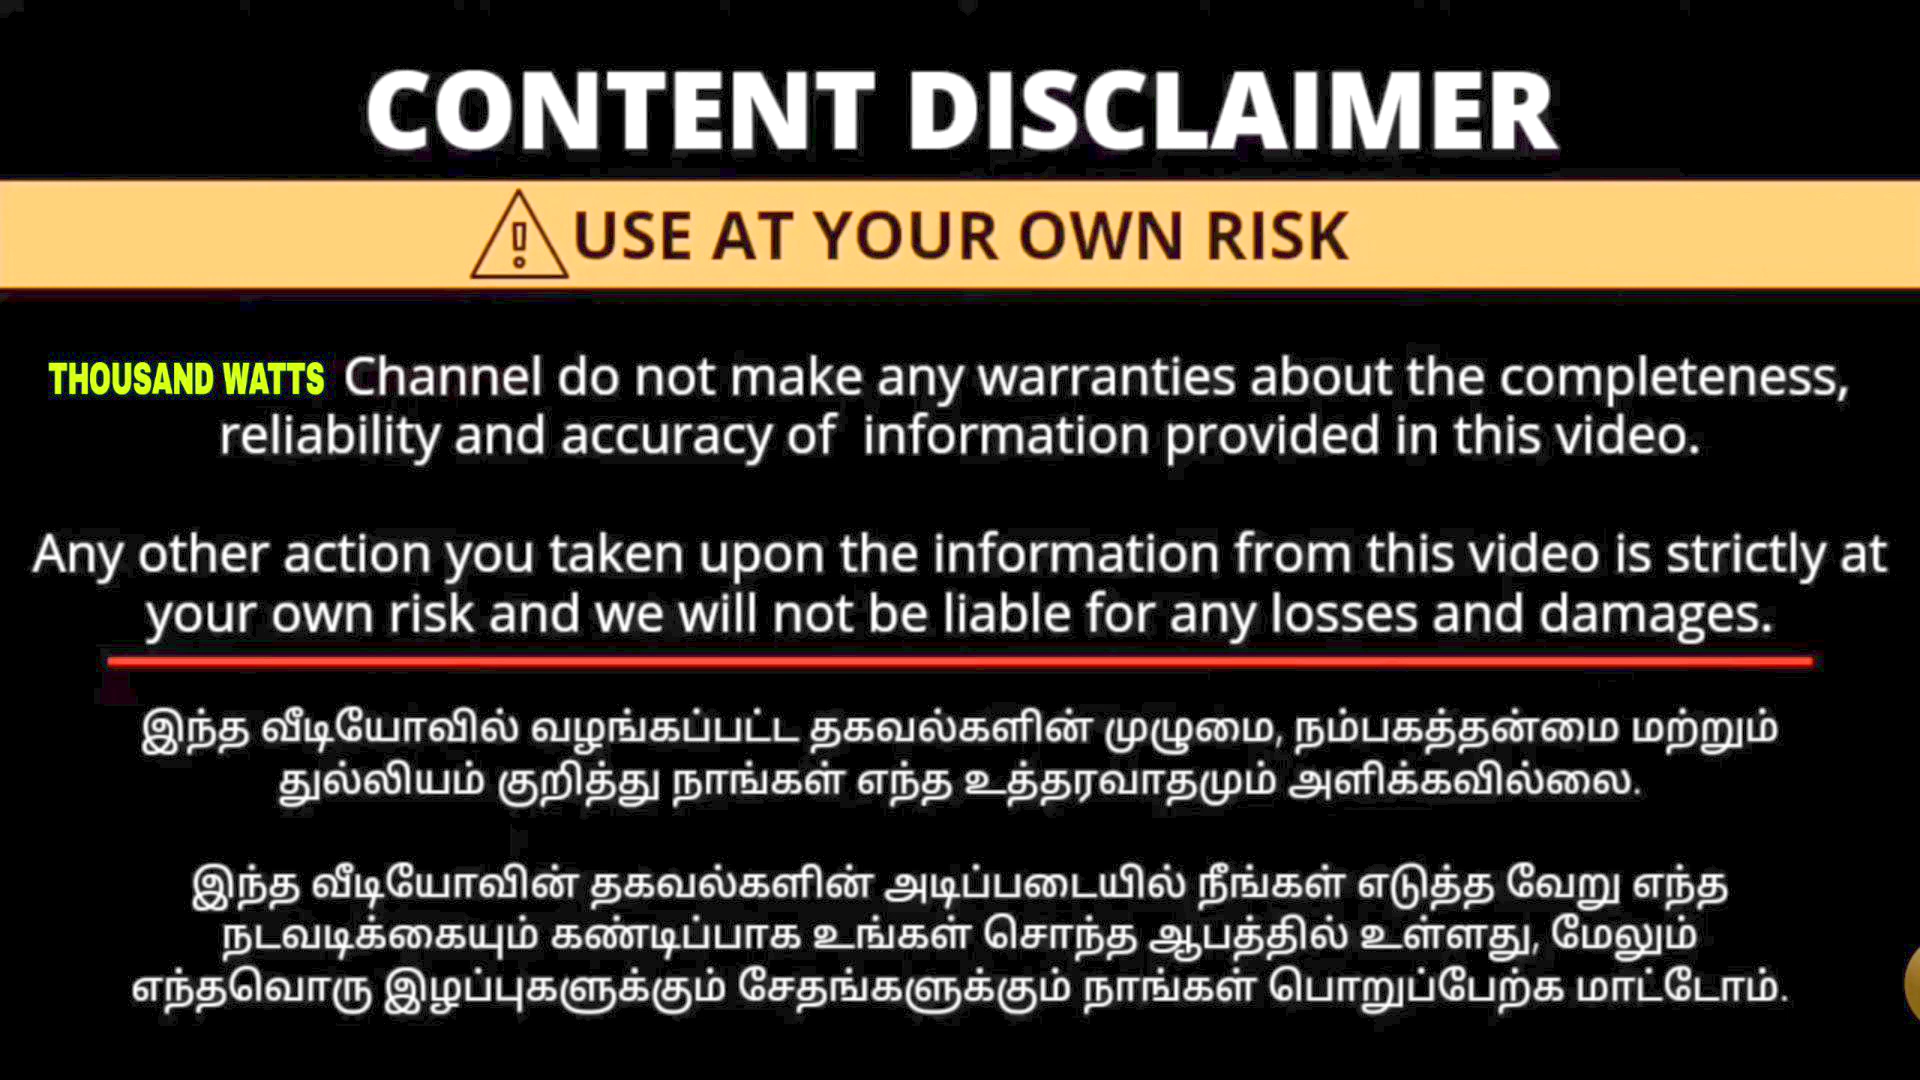 CONTENT DISCLAIMER
USE AT YOUR OWN RISK
THOUSAND WATTS Channel do not make any warranties about the completeness,
reliability and accuracy of information provided in this video.
Any other action you taken upon the information from this video is strictly at
your own risk and we will not be liable for any losses and damages.
இந்த வீடியோவில் வழங்கப்பட்ட தகவல்களின் முழுமை, நம்பகத்தன்மை மற்றும்
துல்லியம் குறித்து நாங்கள் எந்த உத்தரவாதமும் அளிக்கவில்லை.
இந்த வீடியோவின் தகவல்களின் அடிப்படையில் நீங்கள் எடுத்த வேறு எந்த
நடவடிக்கையும் கண்டிப்பாக உங்கள் சொந்த ஆபத்தில் உள்ளது, மேலும்
எந்தவொரு இழப்புகளுக்கும் சேதங்களுக்கும் நாங்கள் பொறுப்பேற்க மாட்டோம்.